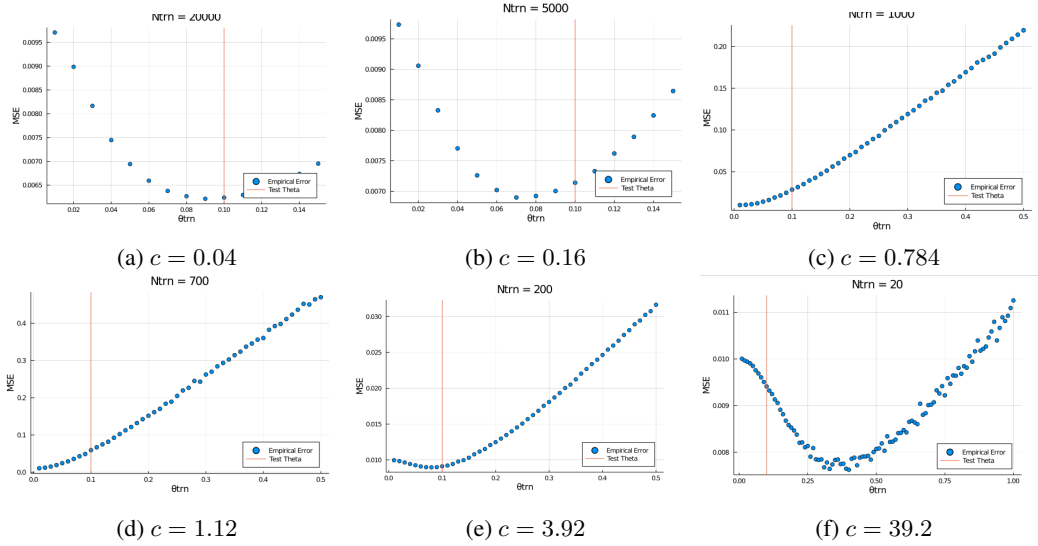 Ntrn = 20000
0.0095
0.0090
0.0085
0.0080
0.0075
0.0070
0.0065
MSE
0.02 0.04 0.06 0.08 0.10 0.12 0.14
θtrn
Empirical Error
Test Theta
(a) c = 0.04
Ntrn = 5000
0.0095
0.0090
0.0085
0.0080
0.0075
0.0070
MSE
0.02 0.04 0.06 0.08 0.10 0.12 0.14
θtrn
Empirical Error
Test Theta
(b) c = 0.16
Ntrn = 1000
0.20
0.15
0.10
0.05
MSE
0.0 0.1 0.2 0.3 0.4 0.5
θtrn
Empirical Error
Test Theta
(c) c = 0.784
Ntrn = 700
0.4
0.3
0.2
0.1
0.0
MSE
0.0 0.1 0.2 0.3 0.4 0.5
θtrn
Empirical Error
Test Theta
(d) c = 1.12
Ntrn = 200
0.030
0.025
0.020
0.015
0.010
MSE
0.0 0.1 0.2 0.3 0.4 0.5
θtrn
Empirical Error
Test Theta
(e) c = 3.92
Ntrn = 20
0.011
0.010
0.009
0.008
MSE
0.00 0.25 0.50 0.75 1.00
θtrn
Empirical Error
Test Theta
(f) c = 39.2